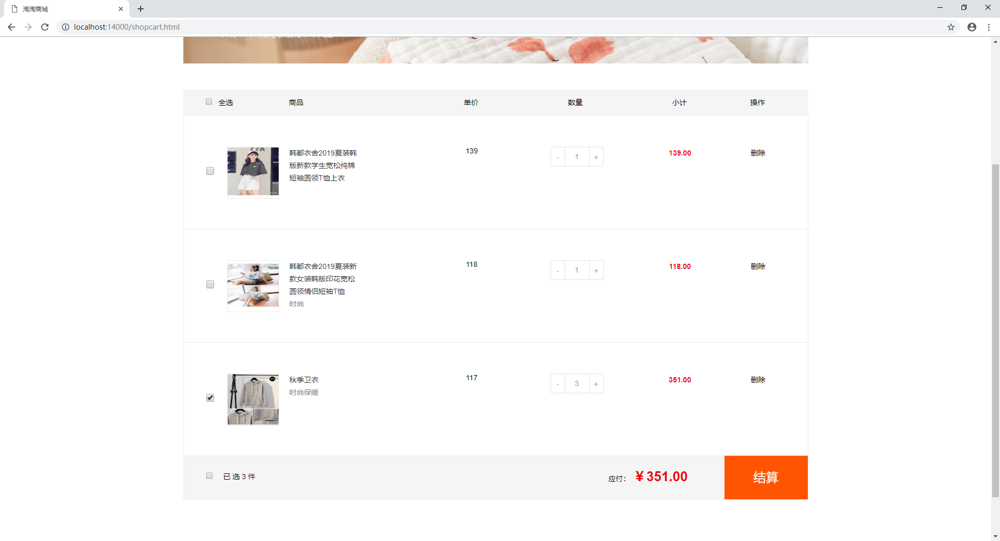 淘淘商城
localhost:14000/shopcart.html
全选 商品 单价 数量 小计 操作
韩都衣舍2019夏装韩 139 - 1 + 139.00 删除
版新款学生宽松纯棉
短袖圆领T恤上衣
韩都衣舍2019夏装新 118 - 1 + 118.00 删除
款女装韩版印花宽松
圆领情侣短袖T恤
时尚
秋季卫衣 117 - 3 + 351.00 删除
时尚保暖
已 选 3 件 应付： ¥ 351.00 结算